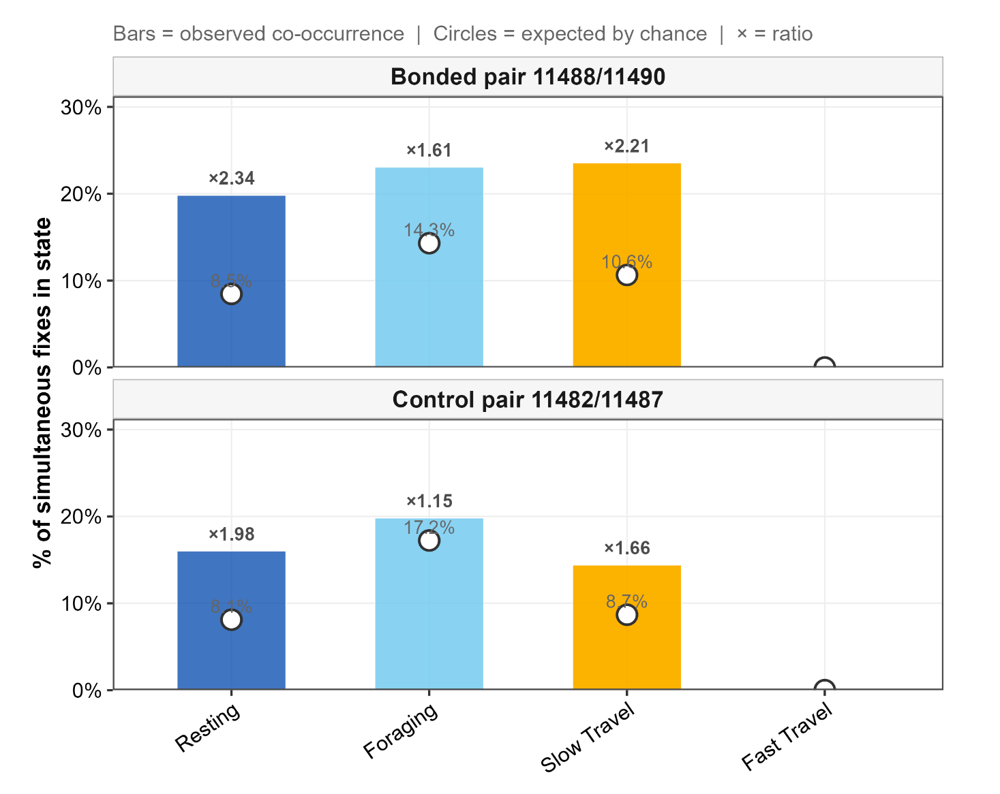 Bars = observed co-occurrence | Circles = expected by chance | × = ratio
Bonded pair 11488/11490
% of simultaneous fixes in state
30%
20%
10%
0%
×2.34
×1.61
×2.21
8.5%
14.3%
10.6%
Control pair 11482/11487
30%
20%
10%
0%
×1.98
×1.15
×1.66
8.1%
17.2%
8.7%
Resting
Foraging
Slow Travel
Fast Travel